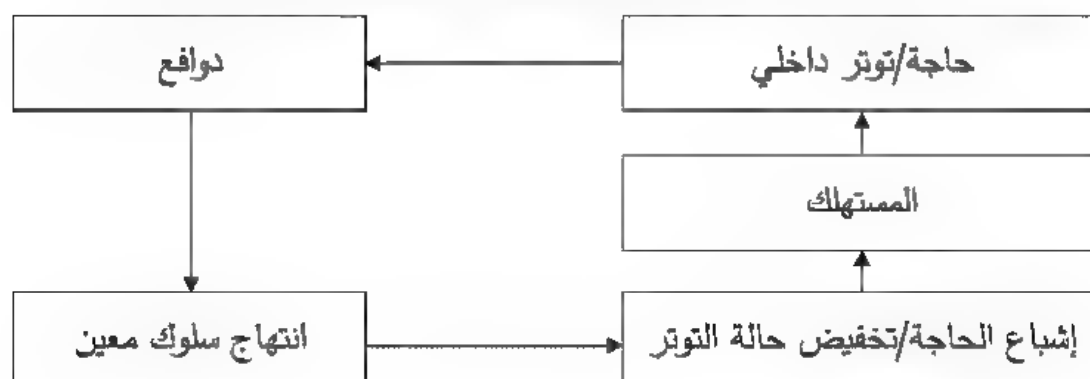 حاجة/توتر داخلي
دوافع
المستهلك
إشباع الحاجة/تخفيض حالة التوتر
انتهاج سلوك معين